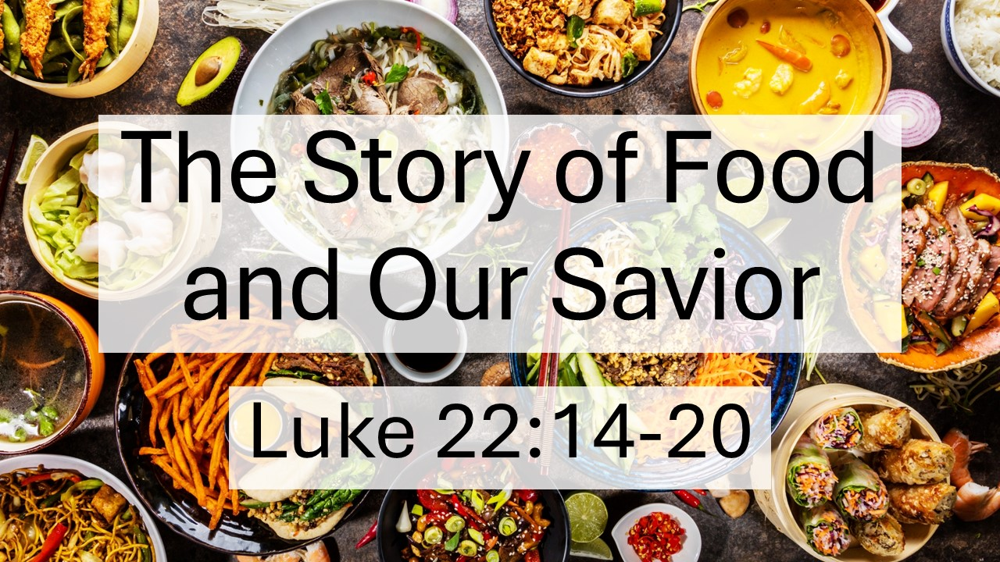 The Story of Food
and Our Savior
Luke 22:14-20